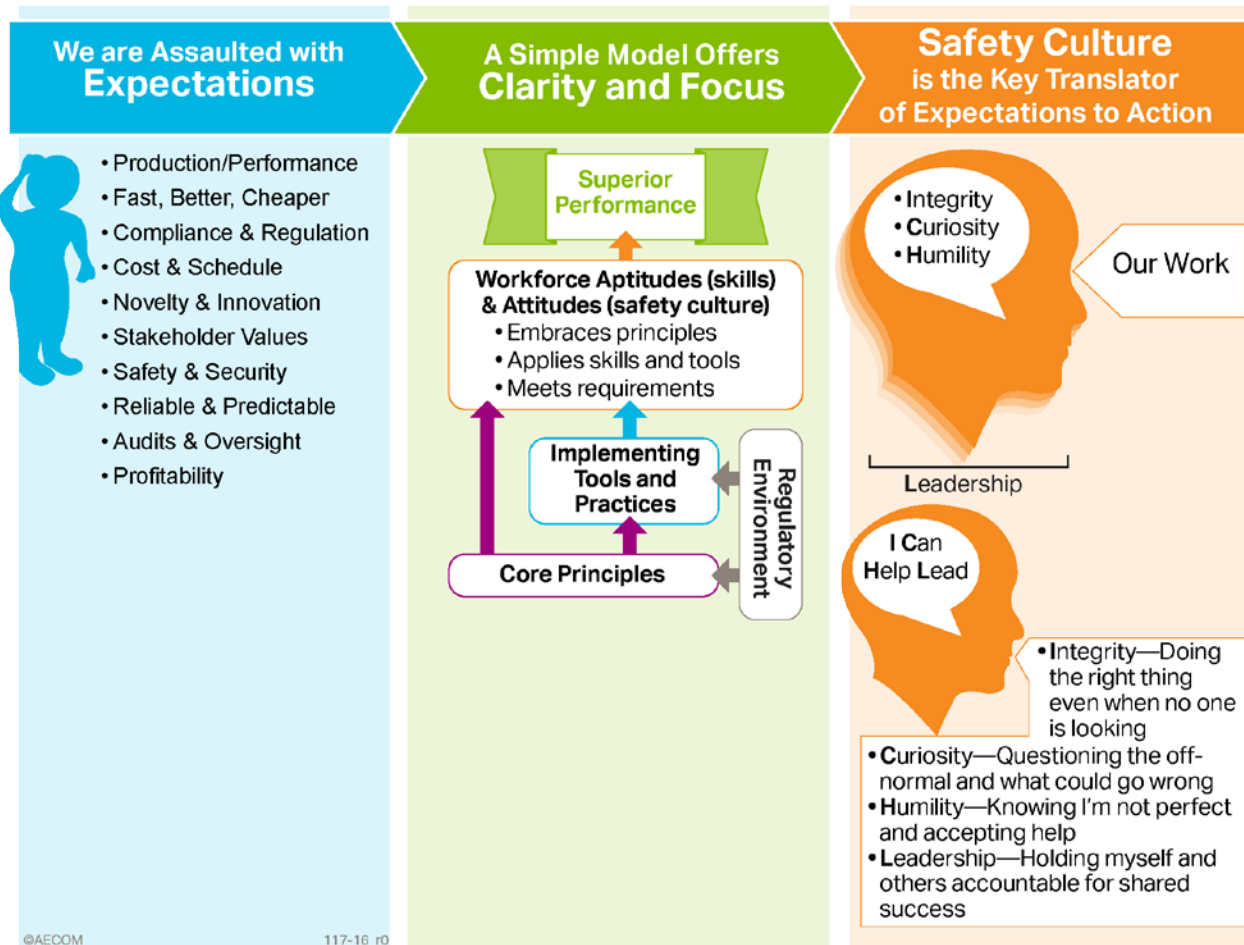 We are Assaulted with
Expectations
• Production/Performance
• Fast, Better, Cheaper
• Compliance & Regulation
• Cost & Schedule
• Novelty & Innovation
• Stakeholder Values
• Safety & Security
• Reliable & Predictable
• Audits & Oversight
• Profitability
©AECOM
117-16 r0
A Simple Model Offers
Clarity and Focus
Superior
Performance
Workforce Aptitudes (skills)
& Attitudes (safety culture)
• Embraces principles
• Applies skills and tools
• Meets requirements
Implementing
Tools and
Practices
Core Principles
Regulatory
Environment
Safety Culture
is the Key Translator
of Expectations to Action
• Integrity
• Curiosity
• Humility
Our Work
Leadership
I Can
Help Lead
• Integrity—Doing
the right thing
even when no one
is looking
• Curiosity—Questioning the off-
normal and what could go wrong
• Humility—Knowing I'm not perfect
and accepting help
• Leadership—Holding myself and
others accountable for shared
success